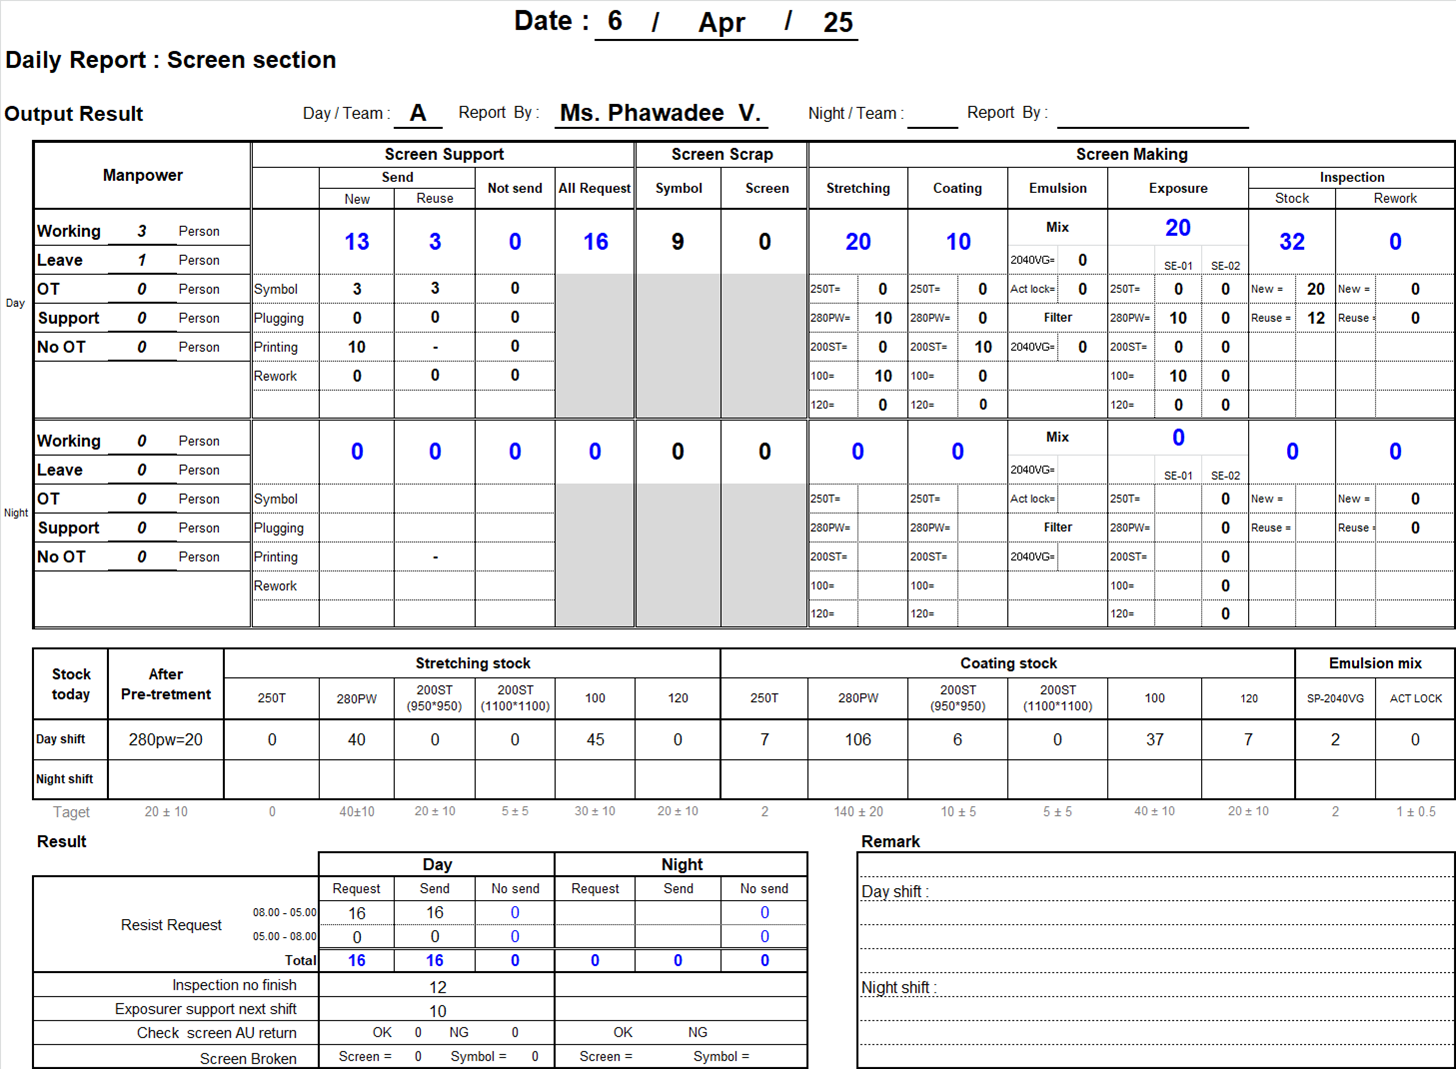 Date : 6 / Apr / 25
Daily Report : Screen section
Output Result Day / Team : A Report By : Ms. Phawadee V. Night / Team : Report By :
Manpower Screen Support Screen Scrap Screen Making
Send Not send All Request Symbol Screen Stretching Coating Emulsion Exposure Inspection
New Reuse Stock Rework
Day
Working 3 Person 13 3 0 16 9 0 20 10 Mix 20 32 0
Leave 1 Person 2040VG= 0 SE-01 SE-02
OT 0 Person Symbol 3 3 0 250T= 0 250T= 0 Act lock= 0 250T= 0 0 New = 20 New = 0
Support 0 Person Plugging 0 0 0 280PW= 10 280PW= 0 Filter 280PW= 10 0 Reuse = 12 Reuse = 0
No OT 0 Person Printing 10 - 0 200ST= 0 200ST= 10 2040VG= 0 200ST= 0 0
Rework 0 0 0 100= 10 100= 0 100= 10 0
120= 0 120= 0 120= 0 0
Night
Working 0 Person 0 0 0 0 0 0 0 0 Mix 0 0 0
Leave 0 Person 2040VG= SE-01 SE-02
OT 0 Person Symbol 250T= 250T= Act lock= 250T= 0 New = New = 0
Support 0 Person Plugging 280PW= 280PW= Filter 280PW= 0 Reuse = Reuse = 0
No OT 0 Person Printing - 200ST= 200ST= 2040VG= 200ST= 0
Rework 100= 100= 100= 0
120= 120= 120= 0
Stock today After Pre-tretment Stretching stock Coating stock Emulsion mix
250T 280PW 200ST (950*950) 200ST (1100*1100) 100 120 250T 280PW 200ST (950*950) 200ST (1100*1100) 100 120 SP-2040VG ACT LOCK
Day shift 280pw=20 0 40 0 0 45 0 7 106 6 0 37 7 2 0
Night shift
Taget 20 ± 10 0 40±10 20 ± 10 5 ± 5 30 ± 10 20 ± 10 2 140 ± 20 10 ± 5 5 ± 5 40 ± 10 20 ± 10 2 1 ± 0.5
Result
Day Night
Request Send No send Request Send No send
Resist Request 08.00 - 05.00 16 16 0 0
05.00 - 08.00 0 0 0 0
Total 16 16 0 0 0 0
Inspection no finish 12
Exposurer support next shift 10
Check screen AU return OK 0 NG 0 OK NG
Screen Broken Screen = 0 Symbol = 0 Screen = Symbol =
Remark
Day shift :
Night shift :